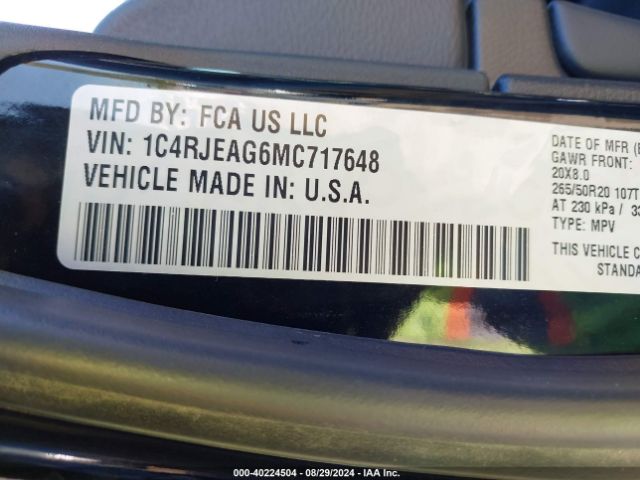 MFD BY: FCA US LLC
VIN: 1C4RJEAG6MC717648
VEHICLE MADE IN: U.S.A.
DATE OF MFR
GAWR FRONT:
20X8.0
265/50R20 107T
AT 230 kPa /
TYPE: MPV
THIS VEHICLE
000-40224504 - 08/29/2024 - IAA Inc.